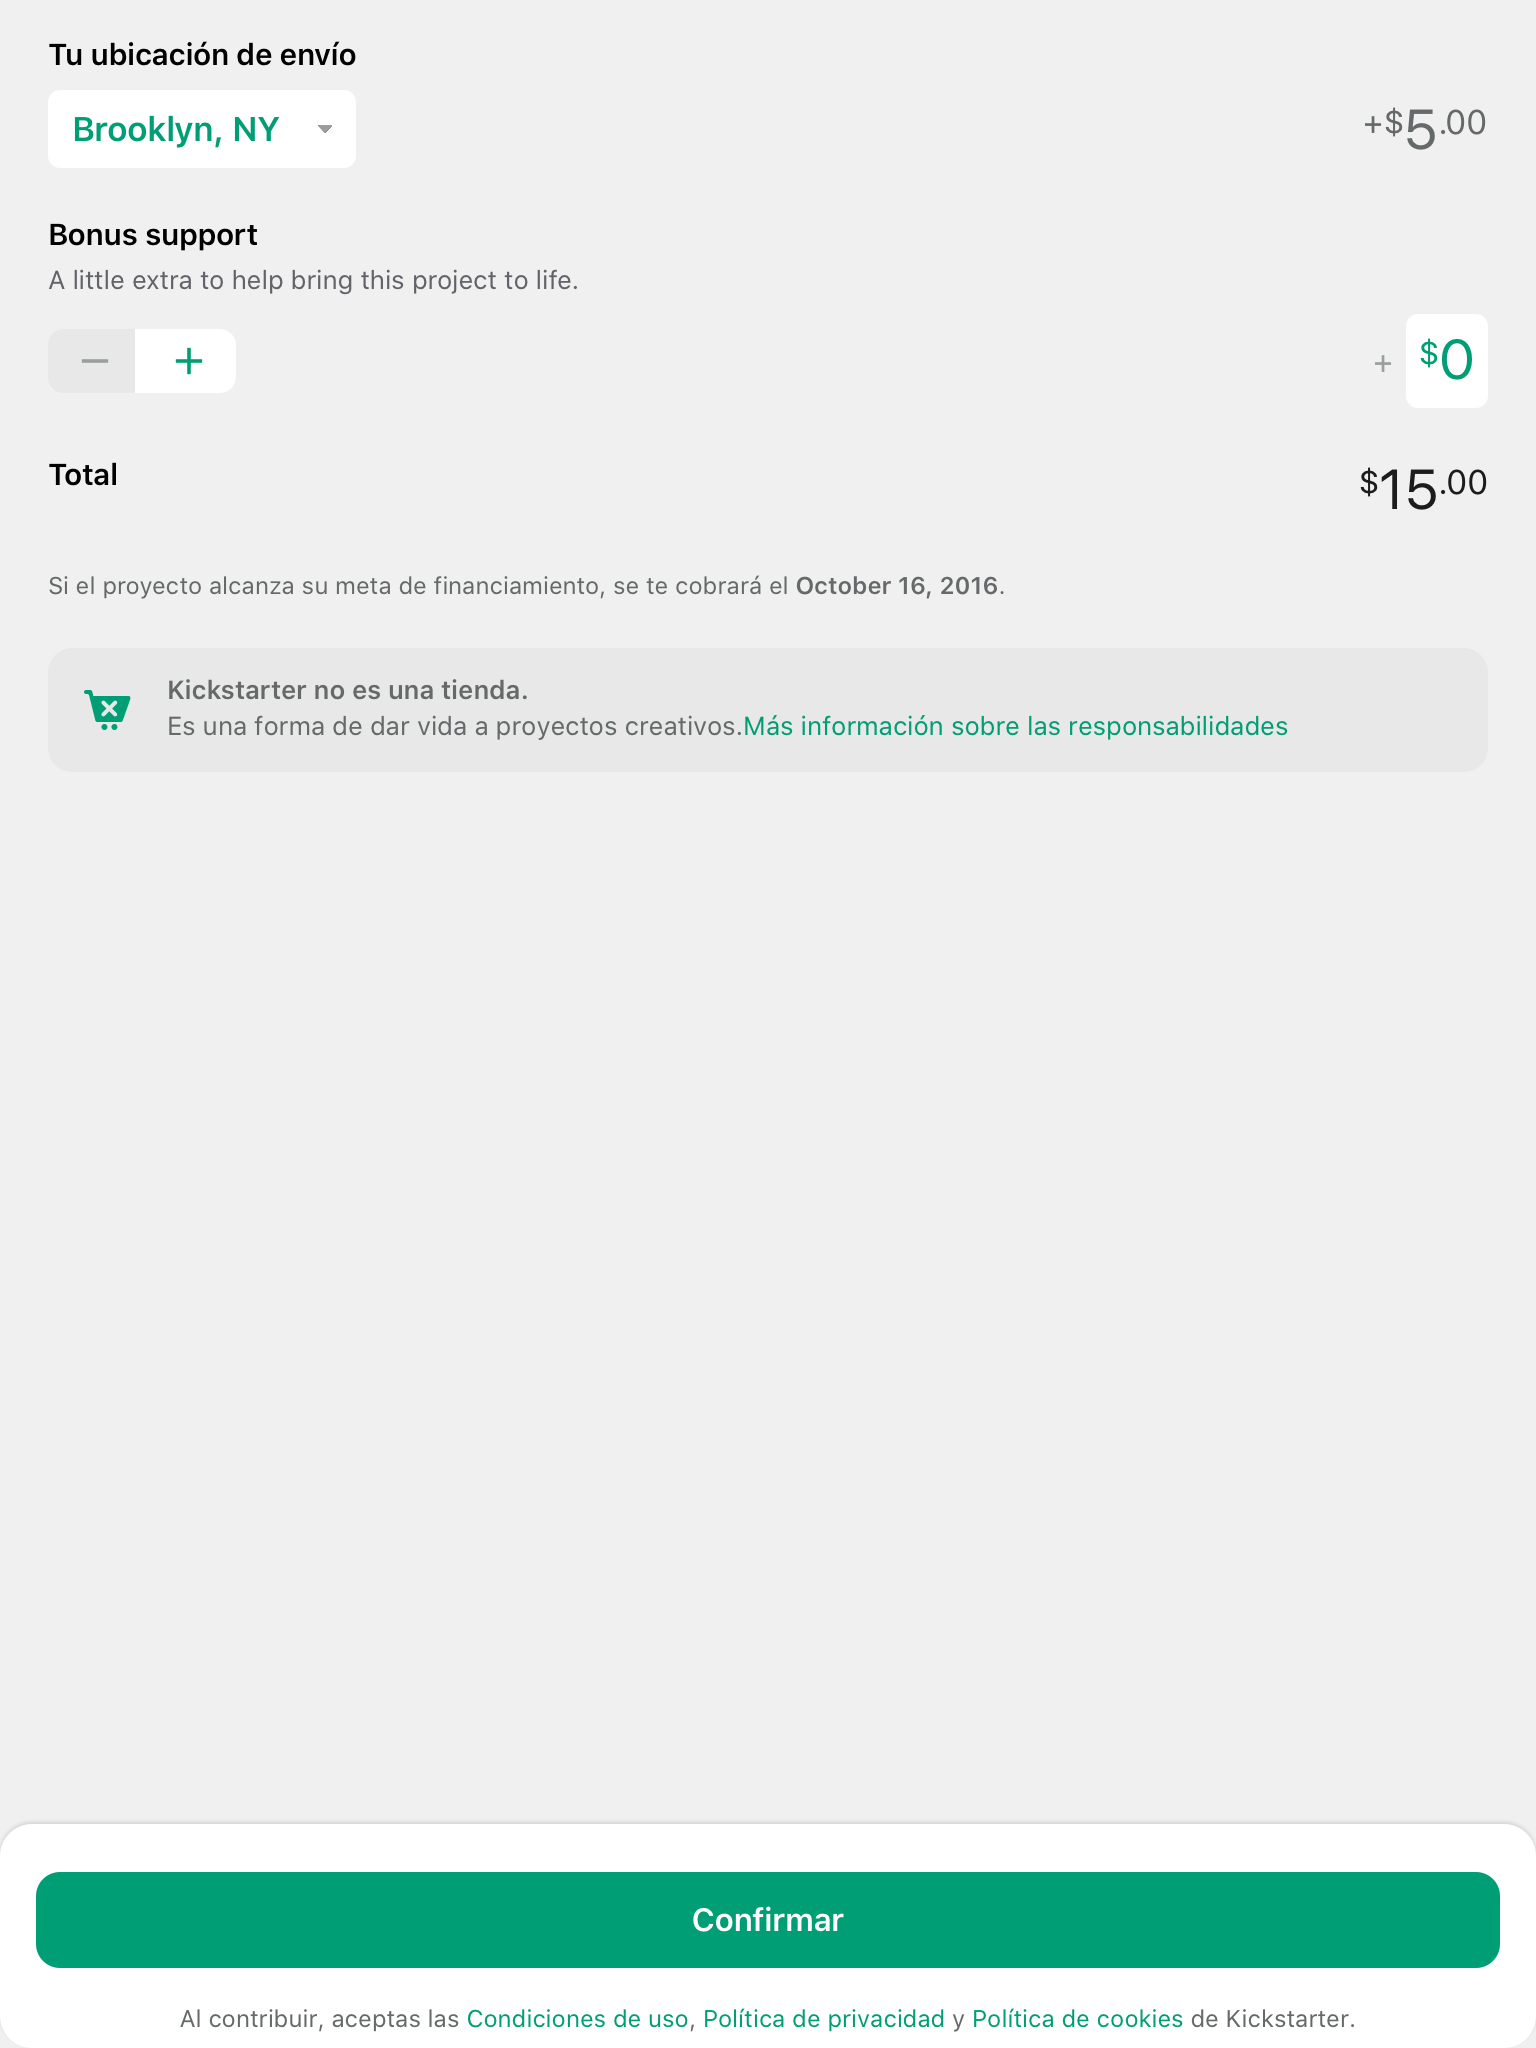 Tu ubicación de envío
Brooklyn, NY
+$5.00
Bonus support
A little extra to help bring this project to life.
+ $0
Total
$15.00
Si el proyecto alcanza su meta de financiamiento, se te cobrará el October 16, 2016.
Kickstarter no es una tienda.
Es una forma de dar vida a proyectos creativos.Más información sobre las responsabilidades
Confirmar
Al contribuir, aceptas las Condiciones de uso, Política de privacidad y Política de cookies de Kickstarter.